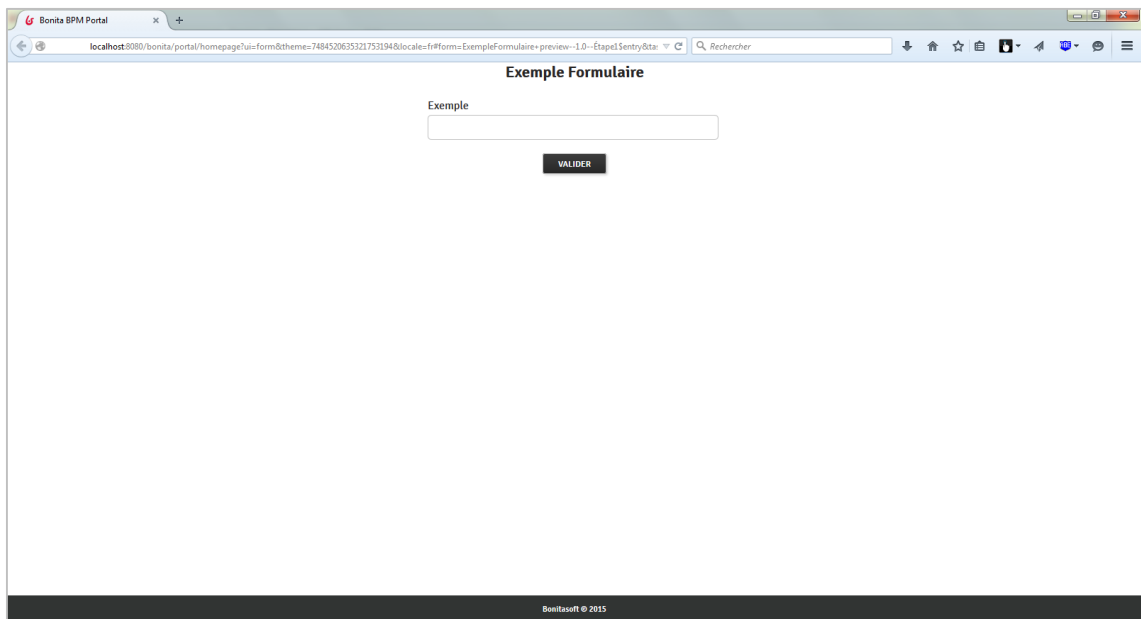 Bonita BPM Portal
localhost:8080/bonita/portal/homepage?ui=form&theme=7484520635321753194&locale=fr#form=ExempleFormulaire+preview--1.0--Étape1$entry&ta
Rechercher
Exemple Formulaire
Exemple
VALIDER
Bonitasoft © 2015